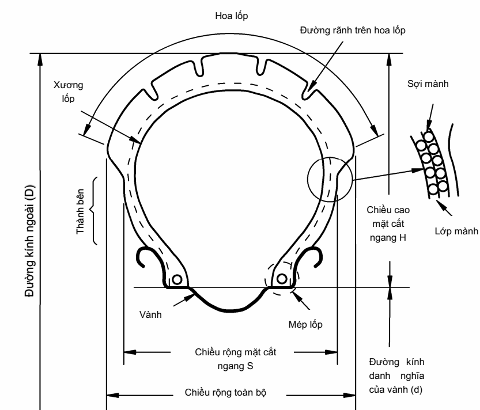 Hoa lốp
Đường rãnh trên hoa lốp
Xương
lốp
Sợi mành
Đường kính ngoài (D)
Thành bên
Chiều cao
mặt cắt
ngang H
Lớp mành
Vành
Mép lốp
Chiều rộng mặt cắt
ngang S
Đường kính
danh nghĩa
của vành (d)
Chiều rộng toàn bộ